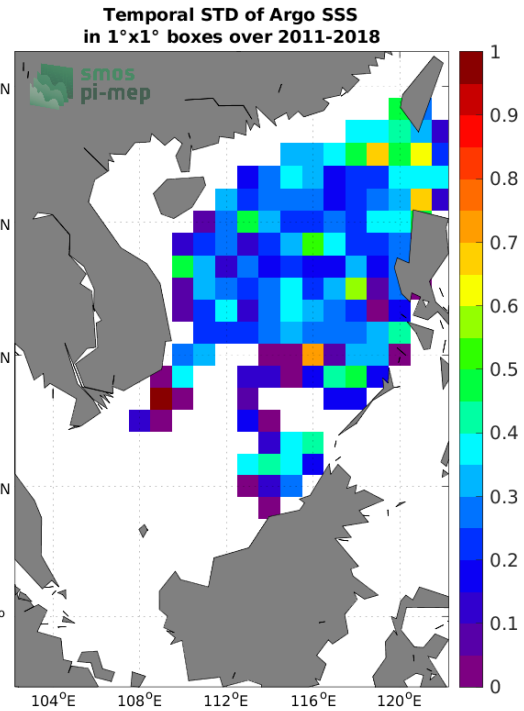 Temporal STD of Argo SSS
in 1°x1° boxes over 2011-2018
smos
pi-mep
N
N
N
N
°
1
0.9
0.8
0.7
0.6
0.5
0.4
0.3
0.2
0.1
0
104°E
108°E
112°E
116°E
120°E